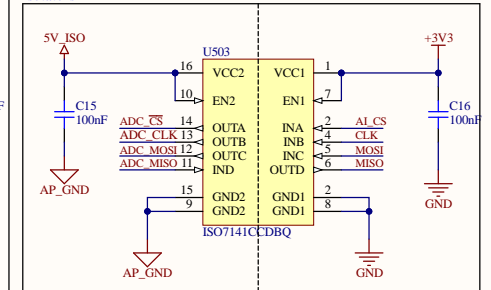 5V_ISO
+3V3
U503
16 VCC2 VCC1 1
10 EN2 EN1 7
C15
100nF
C16
100nF
F
ADC_CS 14 OUTA INA 2 AI_CS
ADC_CLK 13 OUTB INB 4 CLK
ADC_MOSI 12 OUTC INC 5 MOSI
ADC_MISO 11 IND OUTD 6 MISO
15 GND2 GND1 2
9 GND2 GND1 8
AP_GND
GND
ISO7141CCDBQ
AP_GND
GND